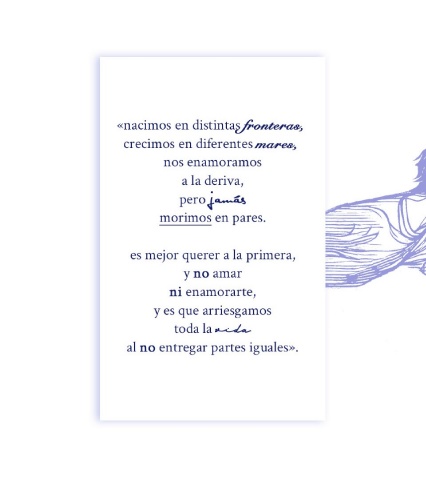 «nacimos en distintas fronteras,
crecimos en diferentes mares,
nos enamoramos
a la deriva,
pero jamás
morimos en pares.
es mejor querer a la primera,
y no amar
ni enamorarte,
y es que arriesgamos
toda la vida
al no entregar partes iguales».